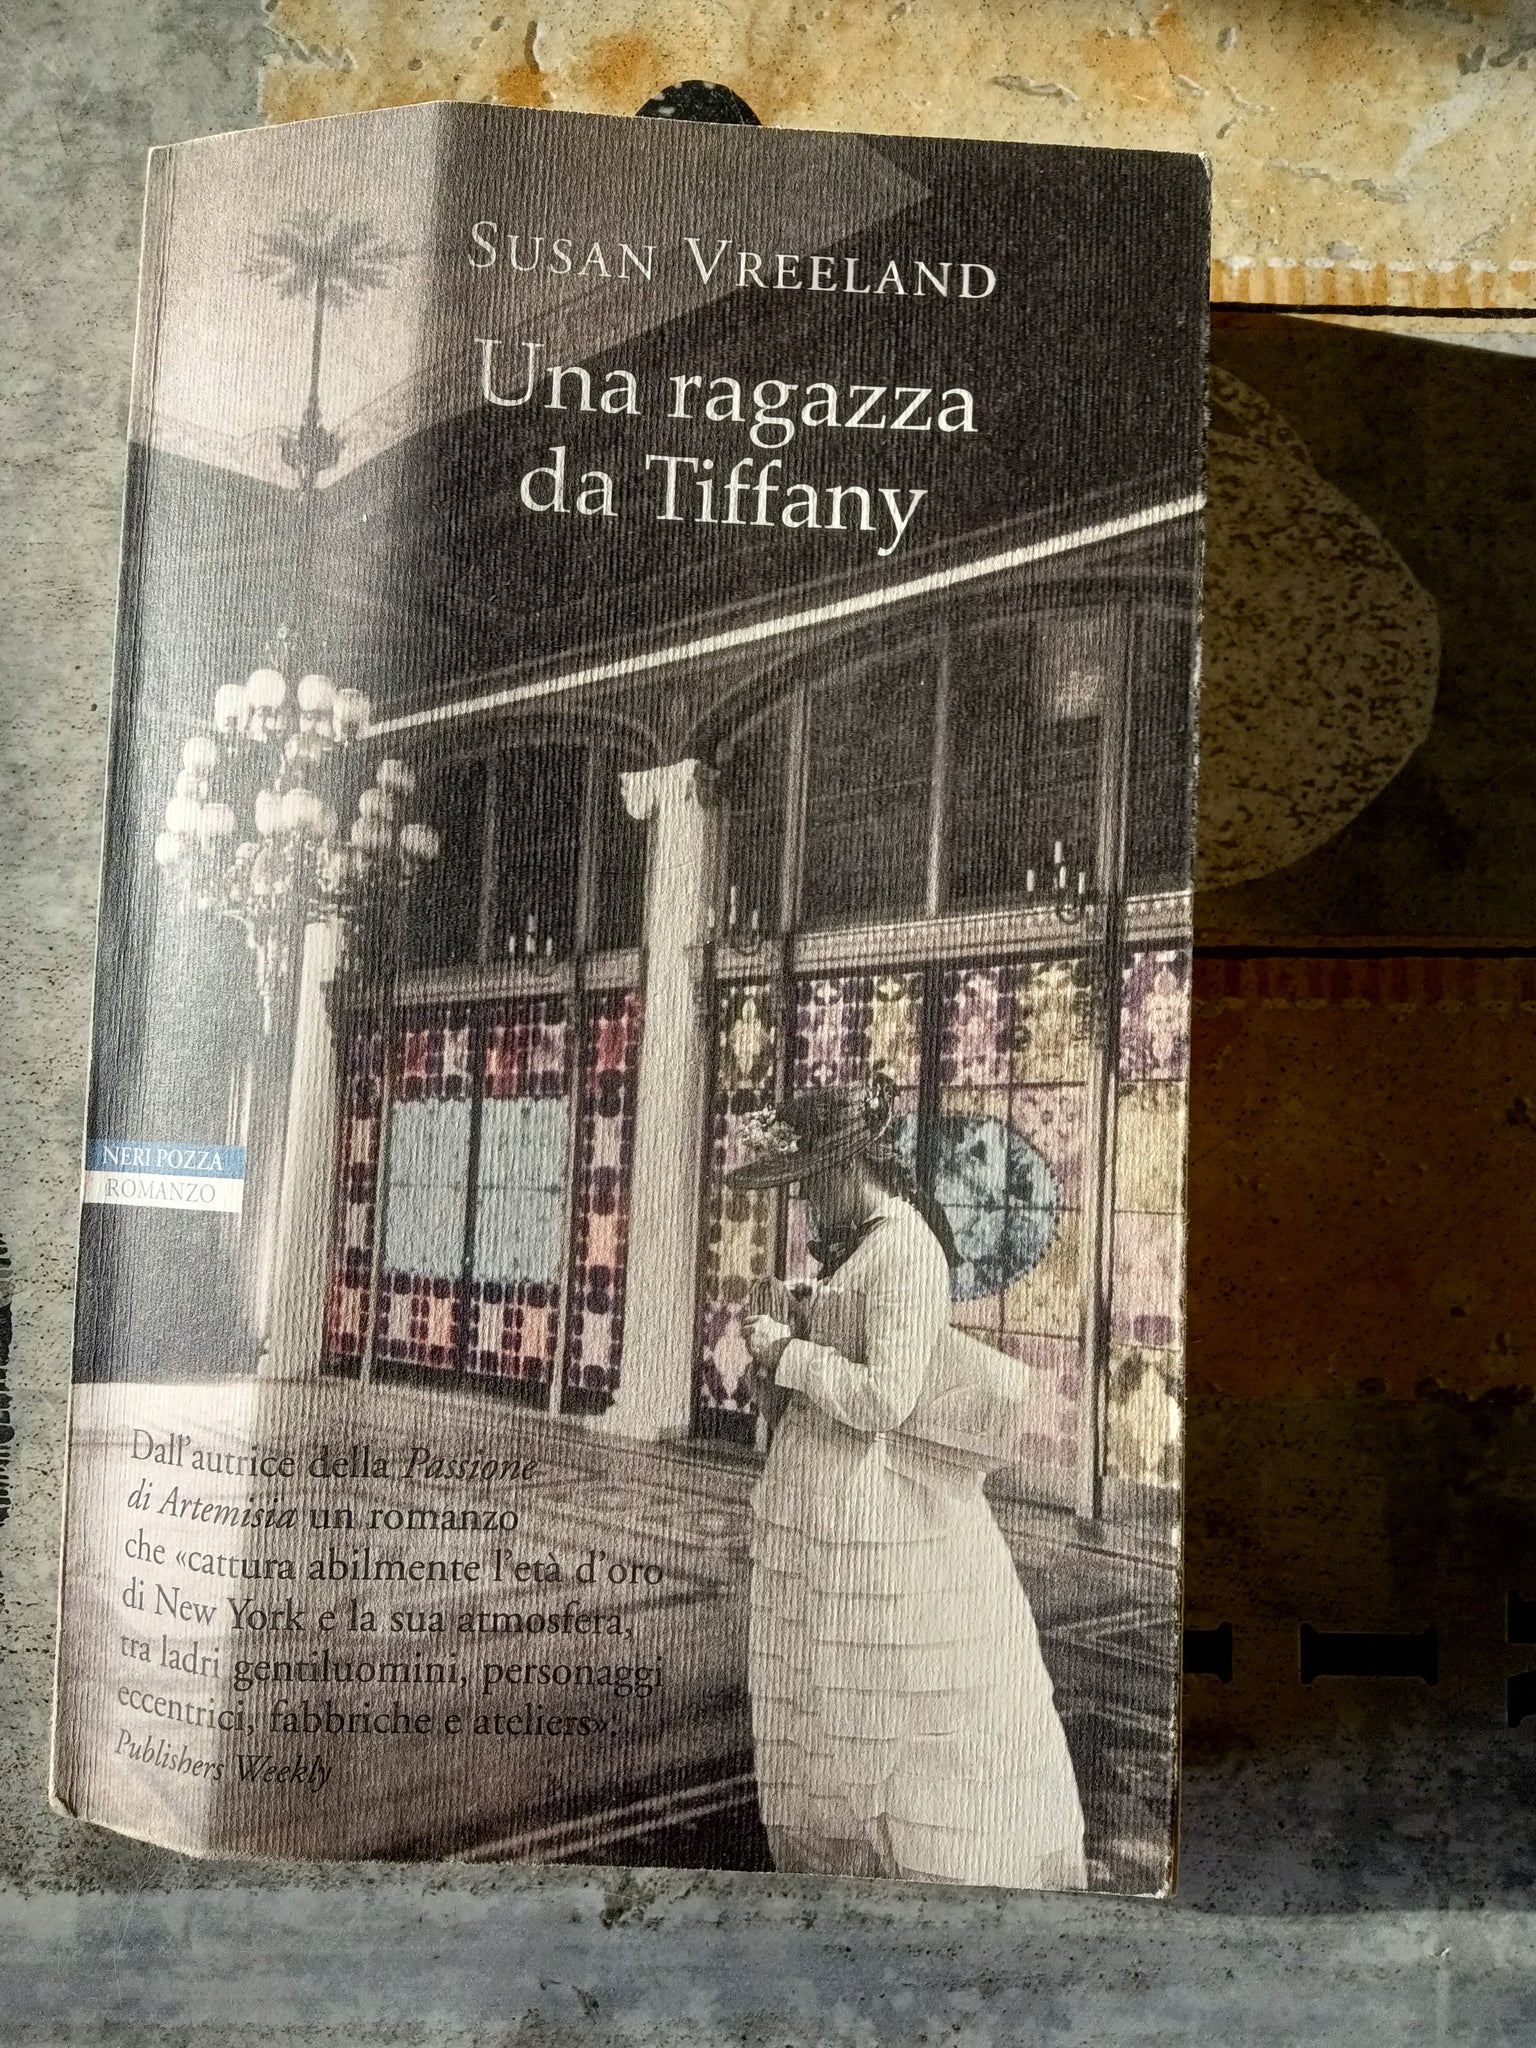 SUSAN VREELAND
Una ragazza
da Tiffany
NERI POZZA
ROMANZO
Dall'autrice della Passione
di Artemisia un romanzo
che «cattura abilmente l'età d'oro
di New York e la sua atmosfera,
tra ladri gentiluomini, personaggi
eccentrici, fabbriche e ateliers».
Publishers Weekly